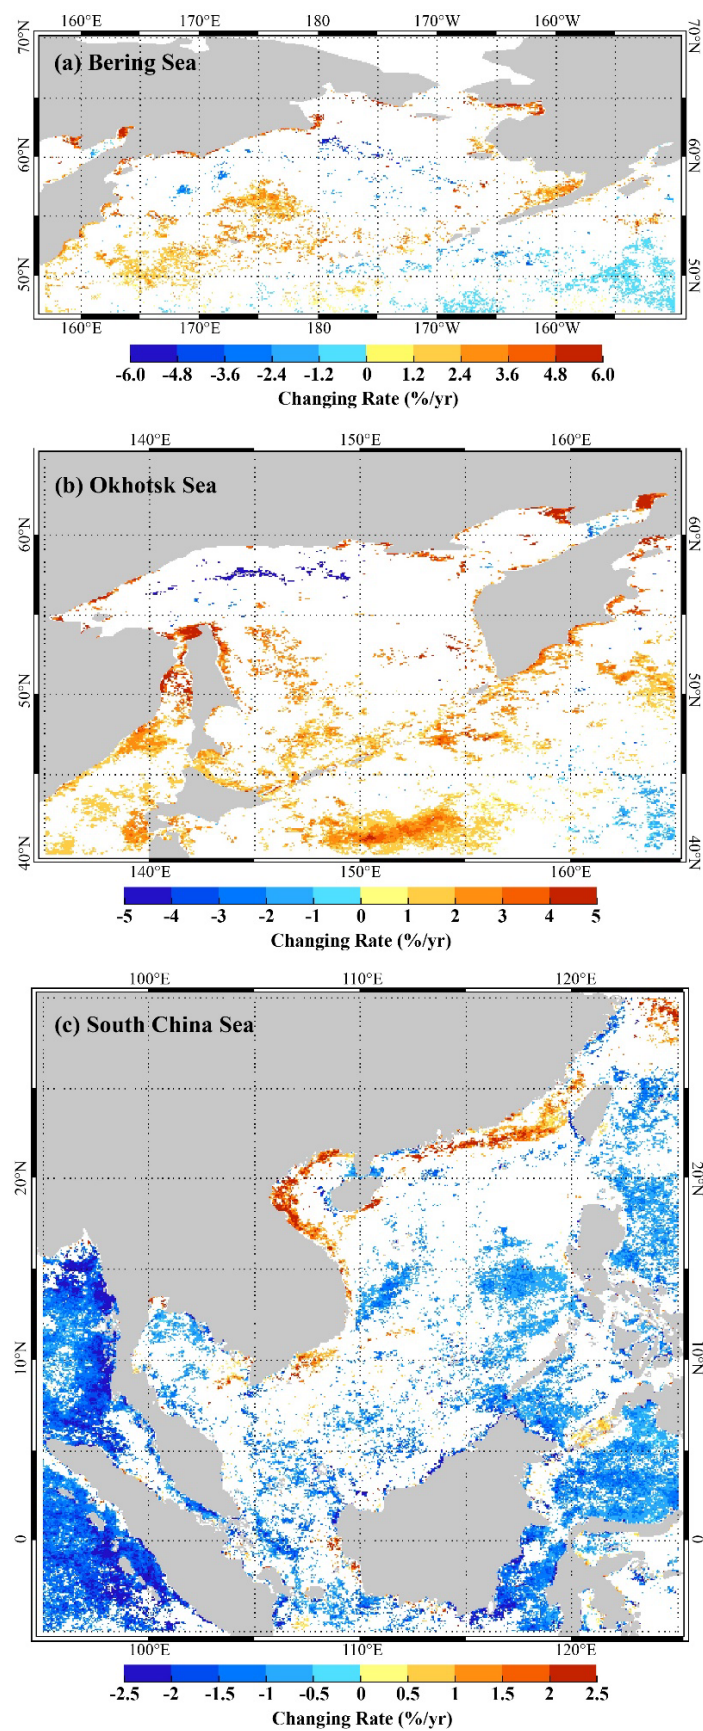 160°E 170°E 180 170°W 160°W
70°N 70°N
(a) Bering Sea
60°N 60°N
50°N 50°N
160°E 170°E 180 170°W 160°W
-6.0 -4.8 -3.6 -2.4 -1.2 0 1.2 2.4 3.6 4.8 6.0
Changing Rate (%/yr)
140°E 150°E 160°E
(b) Okhotsk Sea
60°N 60°N
50°N 50°N
40°N 40°N
140°E 150°E 160°E
-5 -4 -3 -2 -1 0 1 2 3 4 5
Changing Rate (%/yr)
100°E 110°E 120°E
(c) South China Sea
20°N 20°N
10°N 10°N
0 0
100°E 110°E 120°E
-2.5 -2 -1.5 -1 -0.5 0 0.5 1 1.5 2 2.5
Changing Rate (%/yr)